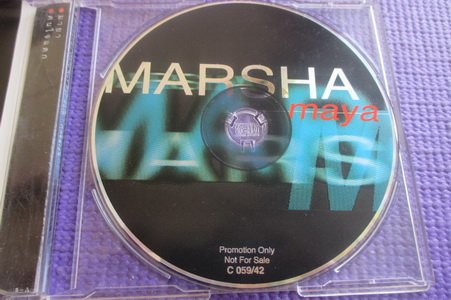 MARSHA
maya
Promotion Only
Not For Sale
C 059/42